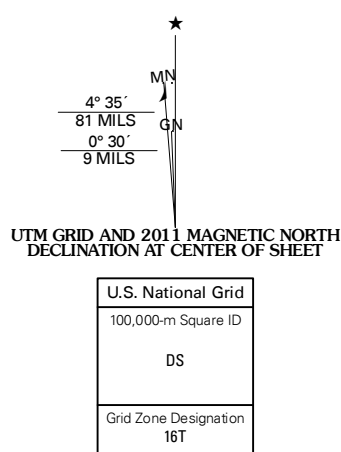 ★
MN
4° 35´
81 MILS
GN
0° 30´
9 MILS
UTM GRID AND 2011 MAGNETIC NORTH
DECLINATION AT CENTER OF SHEET
U.S. National Grid
100,000-m Square ID
DS
Grid Zone Designation
16T